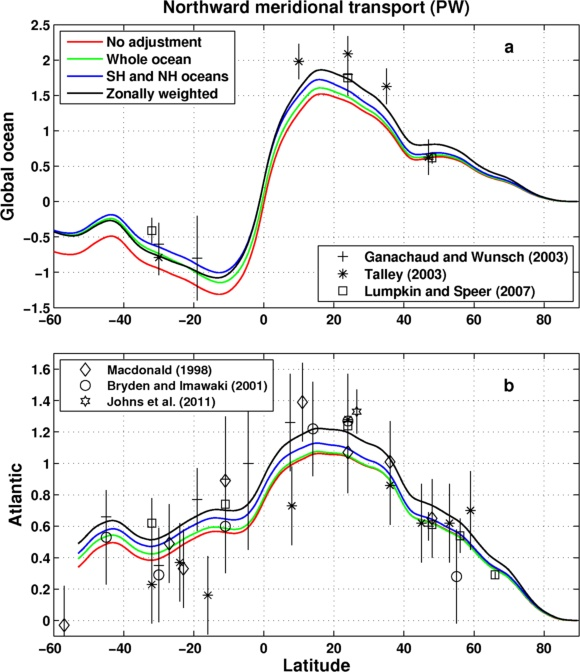 Northward meridional transport (PW)
2.5
2
1.5
1
0.5
0
−0.5
−1
−1.5
Global ocean
a
No adjustment
Whole ocean
SH and NH oceans
Zonally weighted
Ganachaud and Wunsch (2003)
Talley (2003)
Lumpkin and Speer (2007)
−60 −40 −20 0 20 40 60 80
1.6
1.4
1.2
1
0.8
0.6
0.4
0.2
0
Atlantic
b
Macdonald (1998)
Bryden and Imawaki (2001)
Johns et al. (2011)
−60 −40 −20 0 20 40 60 80
Latitude